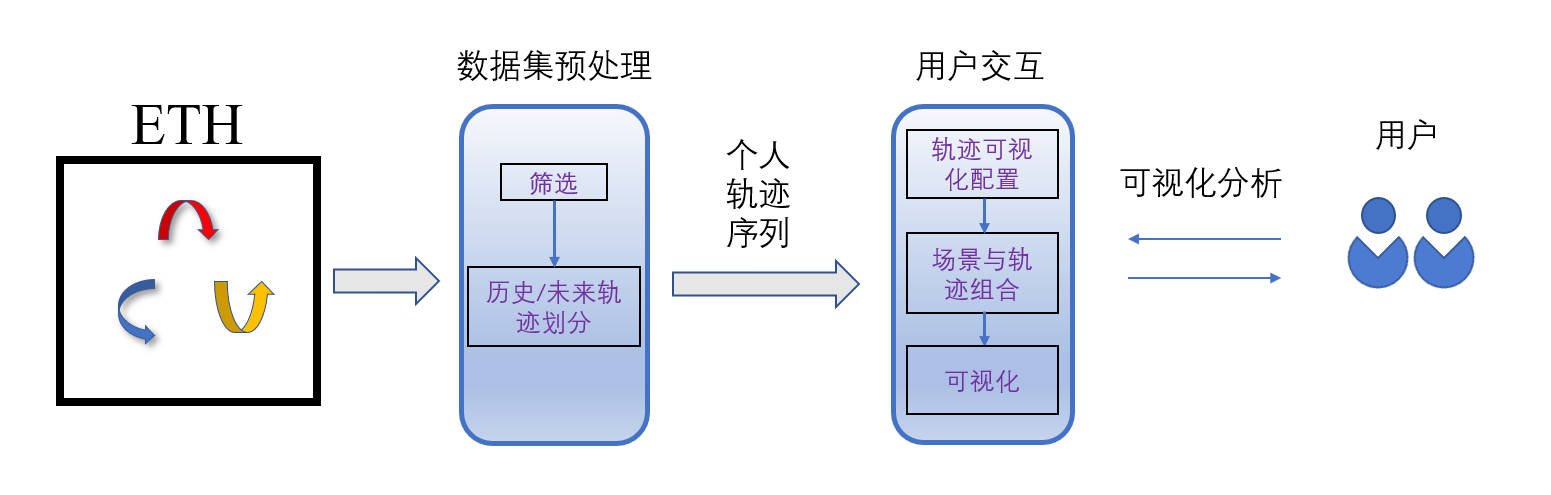 ETH
数据集预处理
筛选
历史/未来轨
迹划分
个人
轨迹
序列
用户交互
轨迹可视
化配置
场景与轨
迹组合
可视化
可视化分析
用户